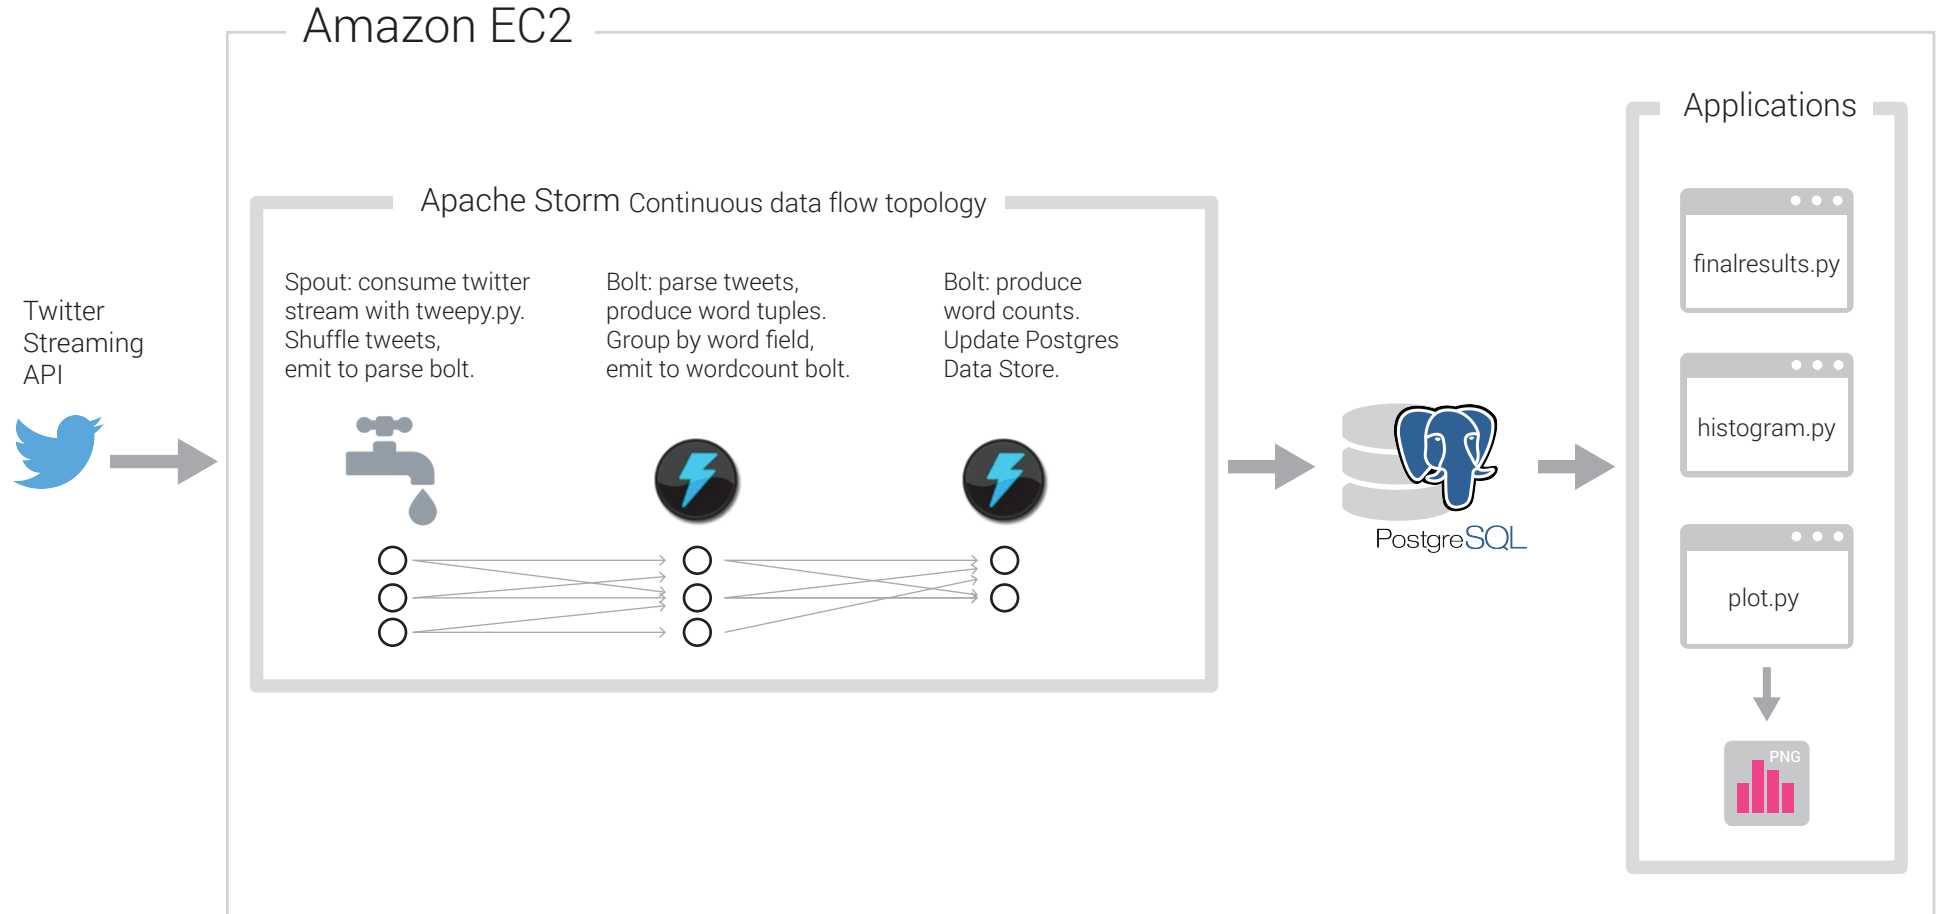 Amazon EC2
Twitter
Streaming
API
Apache Storm Continuous data flow topology
Spout: consume twitter
stream with tweepy.py.
Shuffle tweets,
emit to parse bolt.
Bolt: parse tweets,
produce word tuples.
Group by word field,
emit to wordcount bolt.
Bolt: produce
word counts.
Update Postgres
Data Store.
PostgreSQL
Applications
finalresults.py
histogram.py
plot.py
PNG